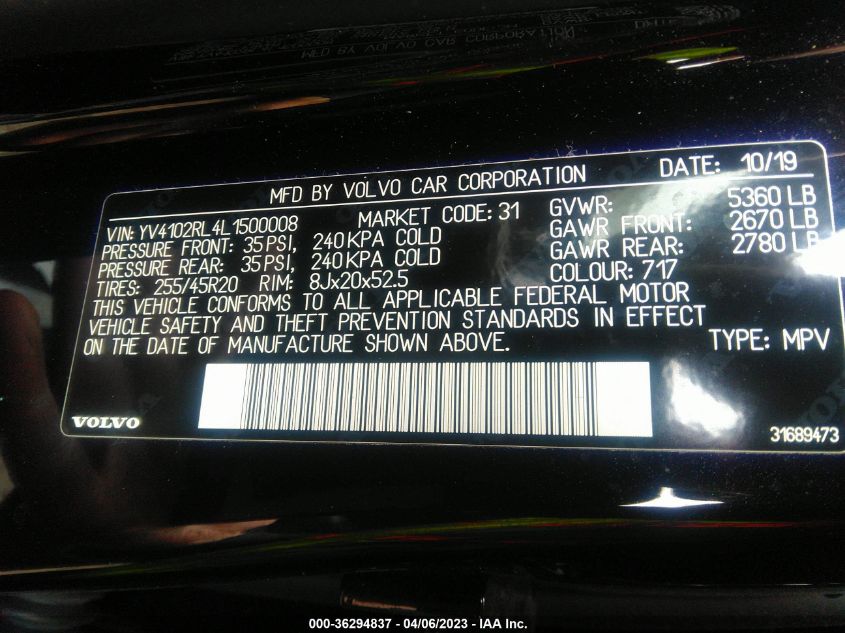 MFD BY VOLVO CAR CORPORATION DATE: 10/19
VIN: YV4102RL4L1500008 MARKET CODE: 31 GVWR: 5360 LB
PRESSURE FRONT: 35 PSI, 240 KPA COLD GAWR FRONT: 2670 LB
PRESSURE REAR: 35 PSI, 240 KPA COLD GAWR REAR: 2780 LB
TIRES: 255/45R20 RIM: 8Jx20x52.5 COLOUR: 717
THIS VEHICLE CONFORMS TO ALL APPLICABLE FEDERAL MOTOR
VEHICLE SAFETY AND THEFT PREVENTION STANDARDS IN EFFECT
ON THE DATE OF MANUFACTURE SHOWN ABOVE. TYPE: MPV
VOLVO 31689473
000-36294837 - 04/06/2023 - IAA Inc.